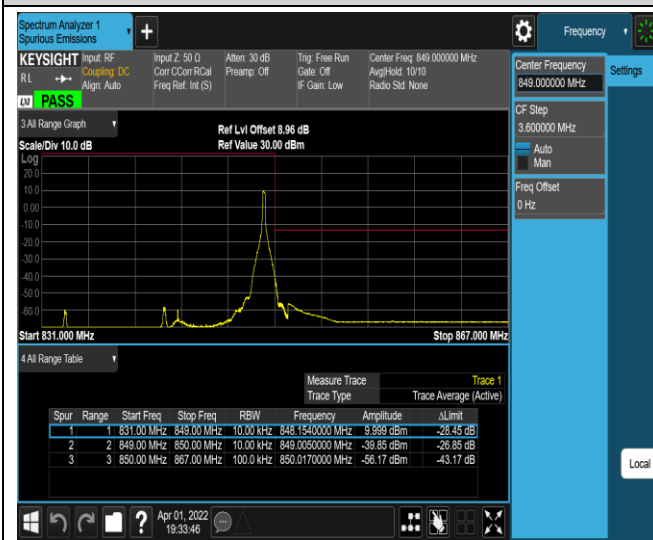 Spectrum Analyzer 1
Spurious Emissions
Frequency
KEYSIGHT Input: RF Input Z: 50 Ω Atten: 30 dB Trig: Free Run Center Freq: 849.000000 MHz
RL Coupling: DC Corr CCorr RCal Preamp: Off Gate: Off Avg|Hold: 10/10
Align: Auto Freq Ref: Int (S) IF Gain: Low Radio Std: None
LXI PASS
Center Frequency
849.000000 MHz
Settings
CF Step
3.600000 MHz
Auto
Man
Freq Offset
0 Hz
3 All Range Graph
Ref Lvl Offset 8.96 dB
Scale/Div 10.0 dB Ref Value 30.00 dBm
Log
20.0
10.0
0.00
-10.0
-20.0
-30.0
-40.0
-50.0
-60.0
Start 831.000 MHz Stop 867.000 MHz
4 All Range Table
Measure Trace Trace 1
Trace Type Trace Average (Active)
Spur Range Start Freq Stop Freq RBW Frequency Amplitude ΔLimit
1 1 831.00 MHz 849.00 MHz 10.00 kHz 848.1540000 MHz 9.999 dBm -28.45 dB
2 2 849.00 MHz 850.00 MHz 10.00 kHz 849.0050000 MHz -39.85 dBm -26.85 dB
3 3 850.00 MHz 867.00 MHz 100.0 kHz 850.0170000 MHz -56.17 dBm -43.17 dB
Local
Apr 01, 2022
19:33:46